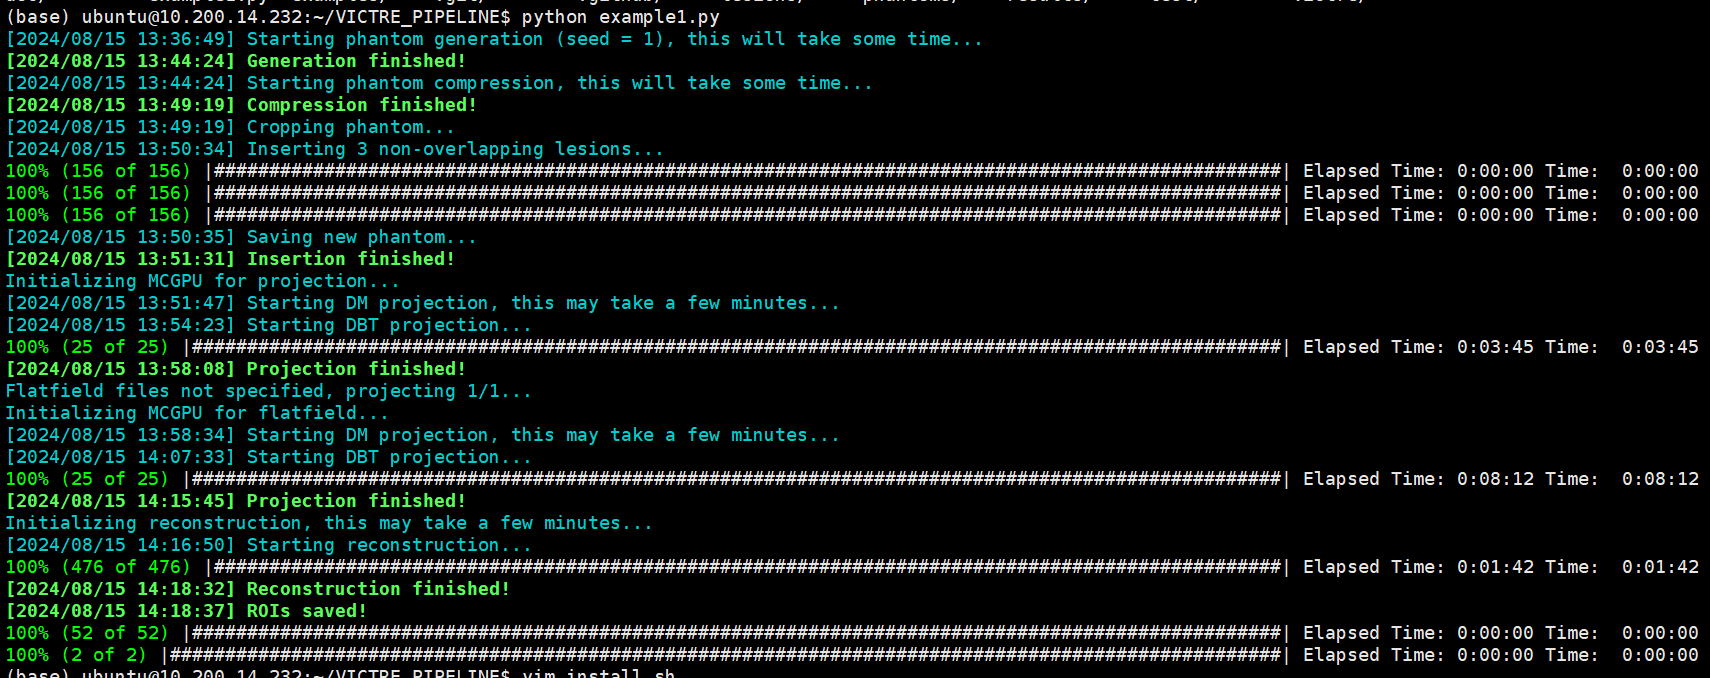 (base) ubuntu@10.200.14.232:~/VICTRE_PIPELINE$ python example1.py
[2024/08/15 13:36:49] Starting phantom generation (seed = 1), this will take some time...
[2024/08/15 13:44:24] Generation finished!
[2024/08/15 13:44:24] Starting phantom compression, this will take some time...
[2024/08/15 13:49:19] Compression finished!
[2024/08/15 13:49:19] Cropping phantom...
[2024/08/15 13:50:34] Inserting 3 non-overlapping lesions...
100% (156 of 156) |#################################################################################################| Elapsed Time: 0:00:00 Time:  0:00:00
100% (156 of 156) |#################################################################################################| Elapsed Time: 0:00:00 Time:  0:00:00
100% (156 of 156) |#################################################################################################| Elapsed Time: 0:00:00 Time:  0:00:00
[2024/08/15 13:50:35] Saving new phantom...
[2024/08/15 13:51:31] Insertion finished!
Initializing MCGPU for projection...
[2024/08/15 13:51:47] Starting DM projection, this may take a few minutes...
[2024/08/15 13:54:23] Starting DBT projection...
100% (25 of 25) |###################################################################################################| Elapsed Time: 0:03:45 Time:  0:03:45
[2024/08/15 13:58:08] Projection finished!
Flatfield files not specified, projecting 1/1...
Initializing MCGPU for flatfield...
[2024/08/15 13:58:34] Starting DM projection, this may take a few minutes...
[2024/08/15 14:07:33] Starting DBT projection...
100% (25 of 25) |###################################################################################################| Elapsed Time: 0:08:12 Time:  0:08:12
[2024/08/15 14:15:45] Projection finished!
Initializing reconstruction, this may take a few minutes...
[2024/08/15 14:16:50] Starting reconstruction...
100% (476 of 476) |#################################################################################################| Elapsed Time: 0:01:42 Time:  0:01:42
[2024/08/15 14:18:32] Reconstruction finished!
[2024/08/15 14:18:37] ROIs saved!
100% (52 of 52) |###################################################################################################| Elapsed Time: 0:00:00 Time:  0:00:00
100% (2 of 2) |#####################################################################################################| Elapsed Time: 0:00:00 Time:  0:00:00
(base) ubuntu@10.200.14.232:~/VICTRE_PIPELINE$ vim install.sh